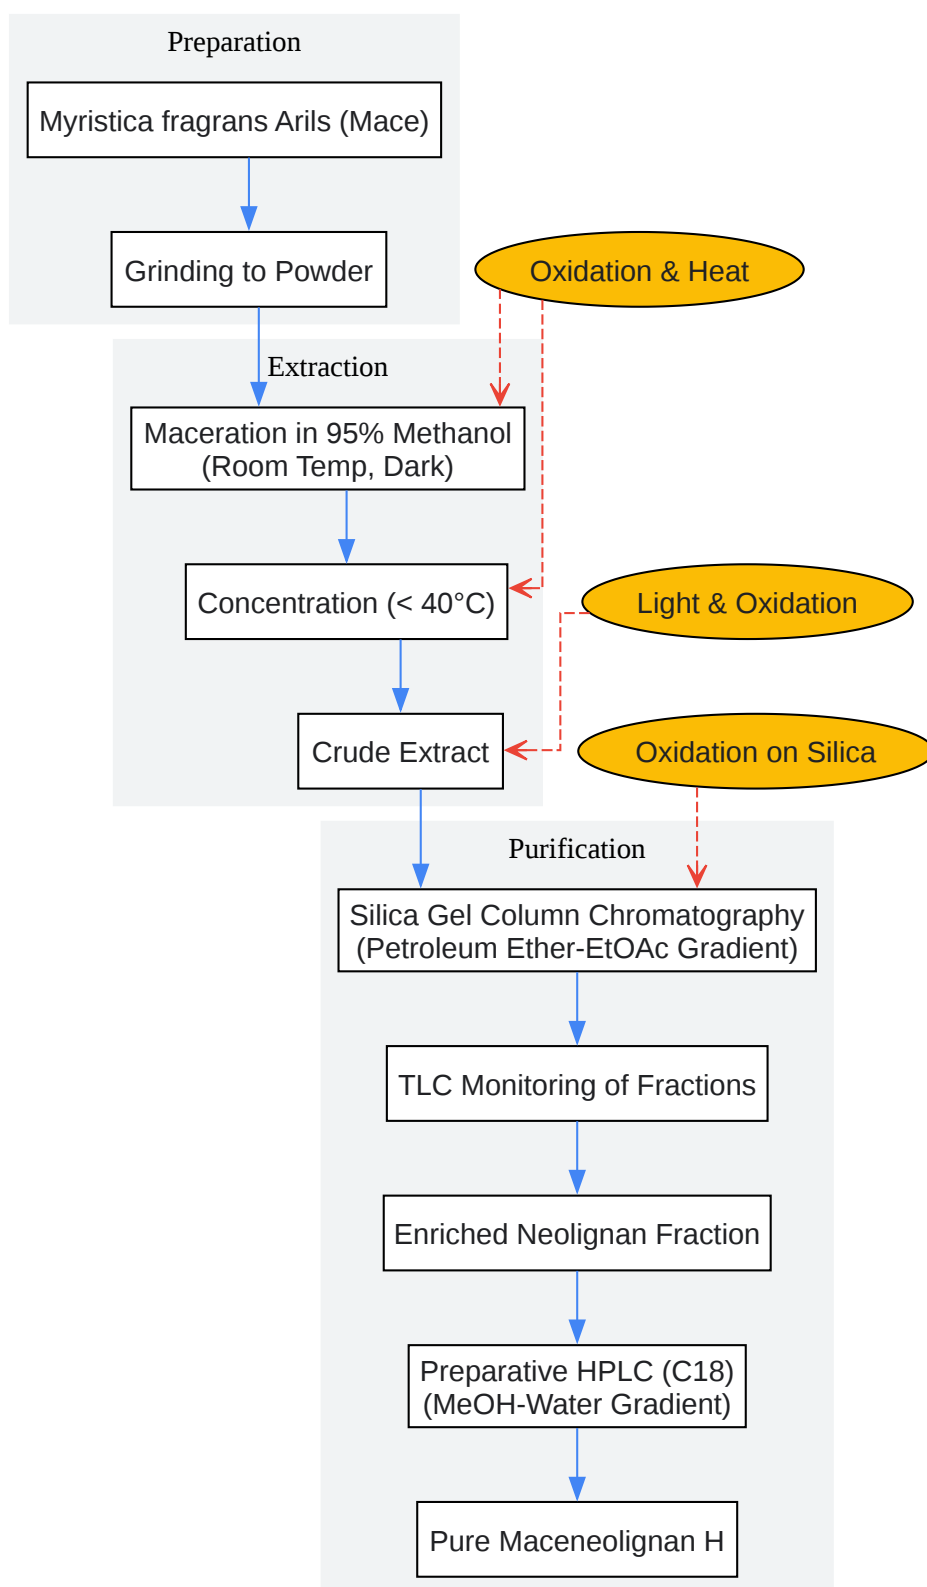 Preparation
Myristica fragrans Arils (Mace)
Grinding to Powder
Oxidation & Heat
Extraction
Maceration in 95% Methanol
(Room Temp, Dark)
Concentration (< 40°C)
Light & Oxidation
Crude Extract
Oxidation on Silica
Purification
Silica Gel Column Chromatography
(Petroleum Ether-EtOAc Gradient)
TLC Monitoring of Fractions
Enriched Neolignan Fraction
Preparative HPLC (C18)
(MeOH-Water Gradient)
Pure Maceneolignan H